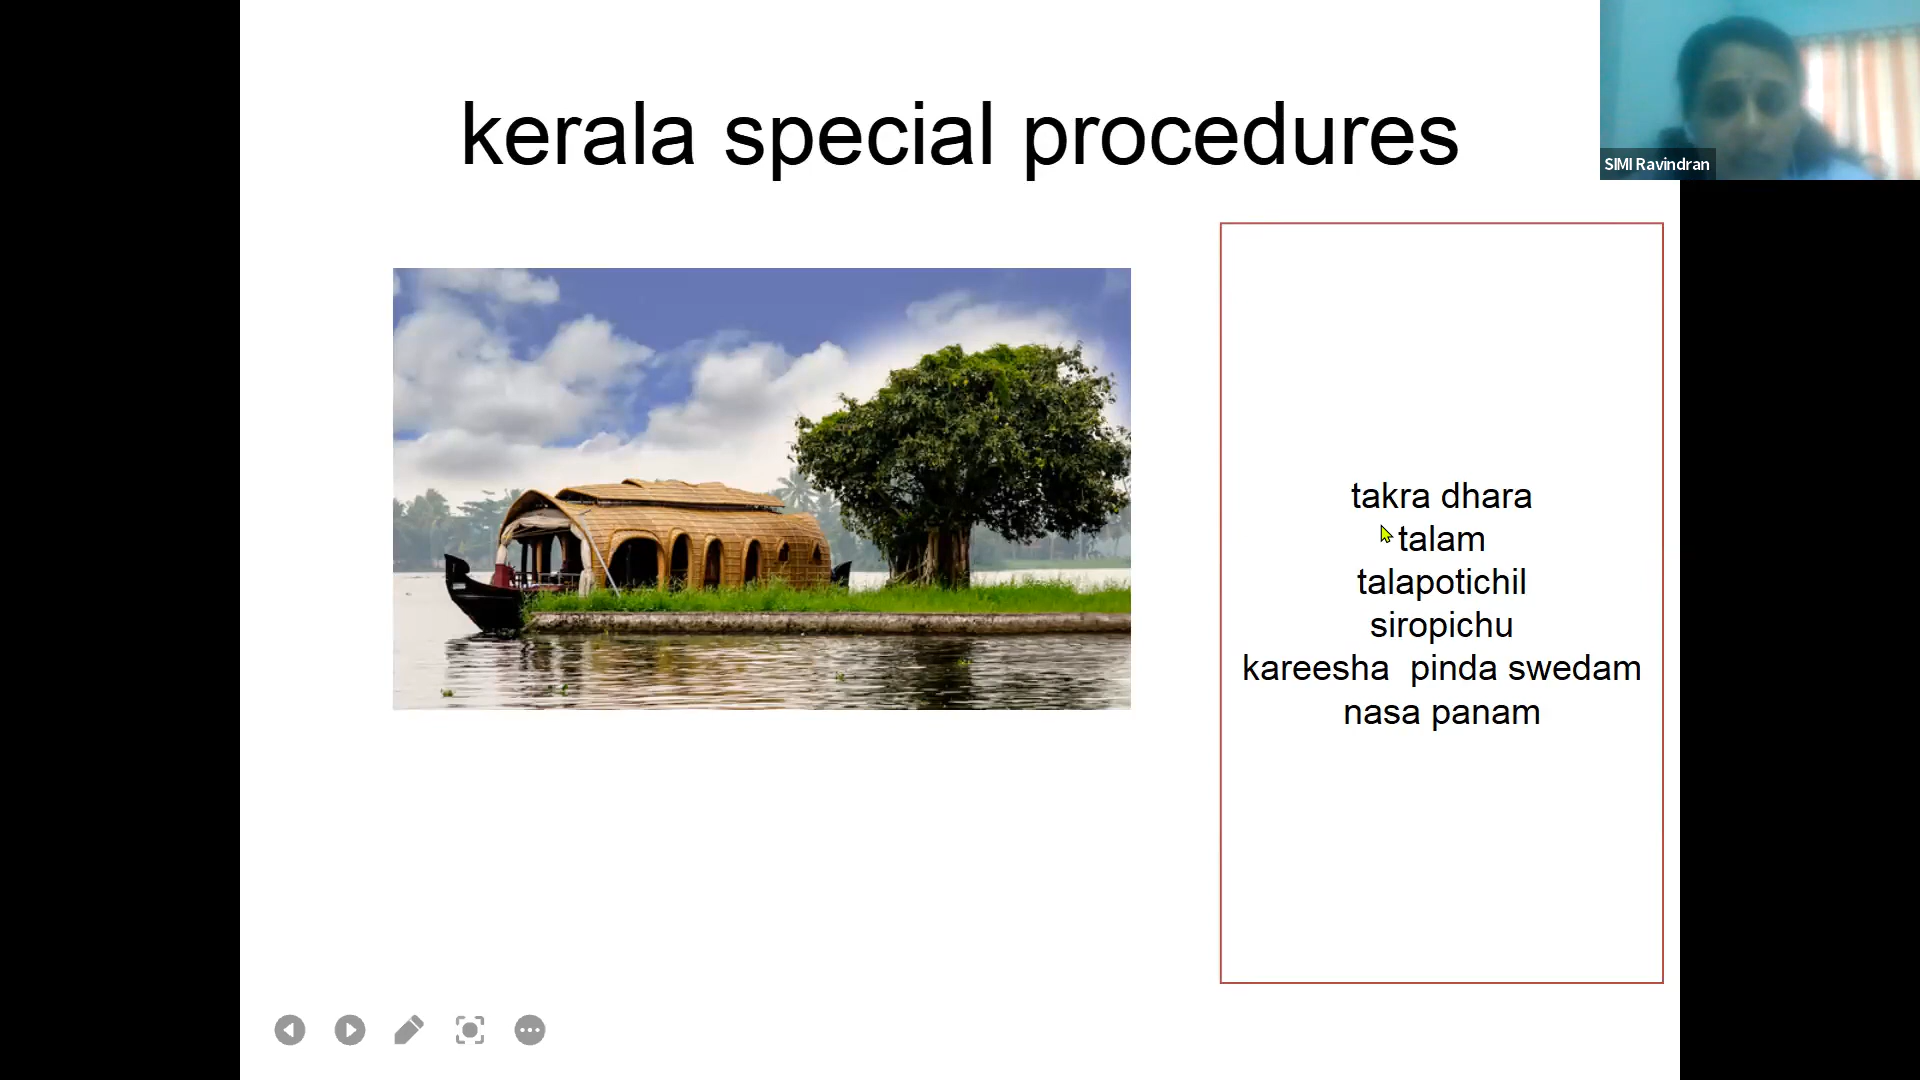 kerala special procedures
SIMI Ravindran
takra dhara
talam
talapotichil
siropichu
kareesha  pinda swedam
nasa panam